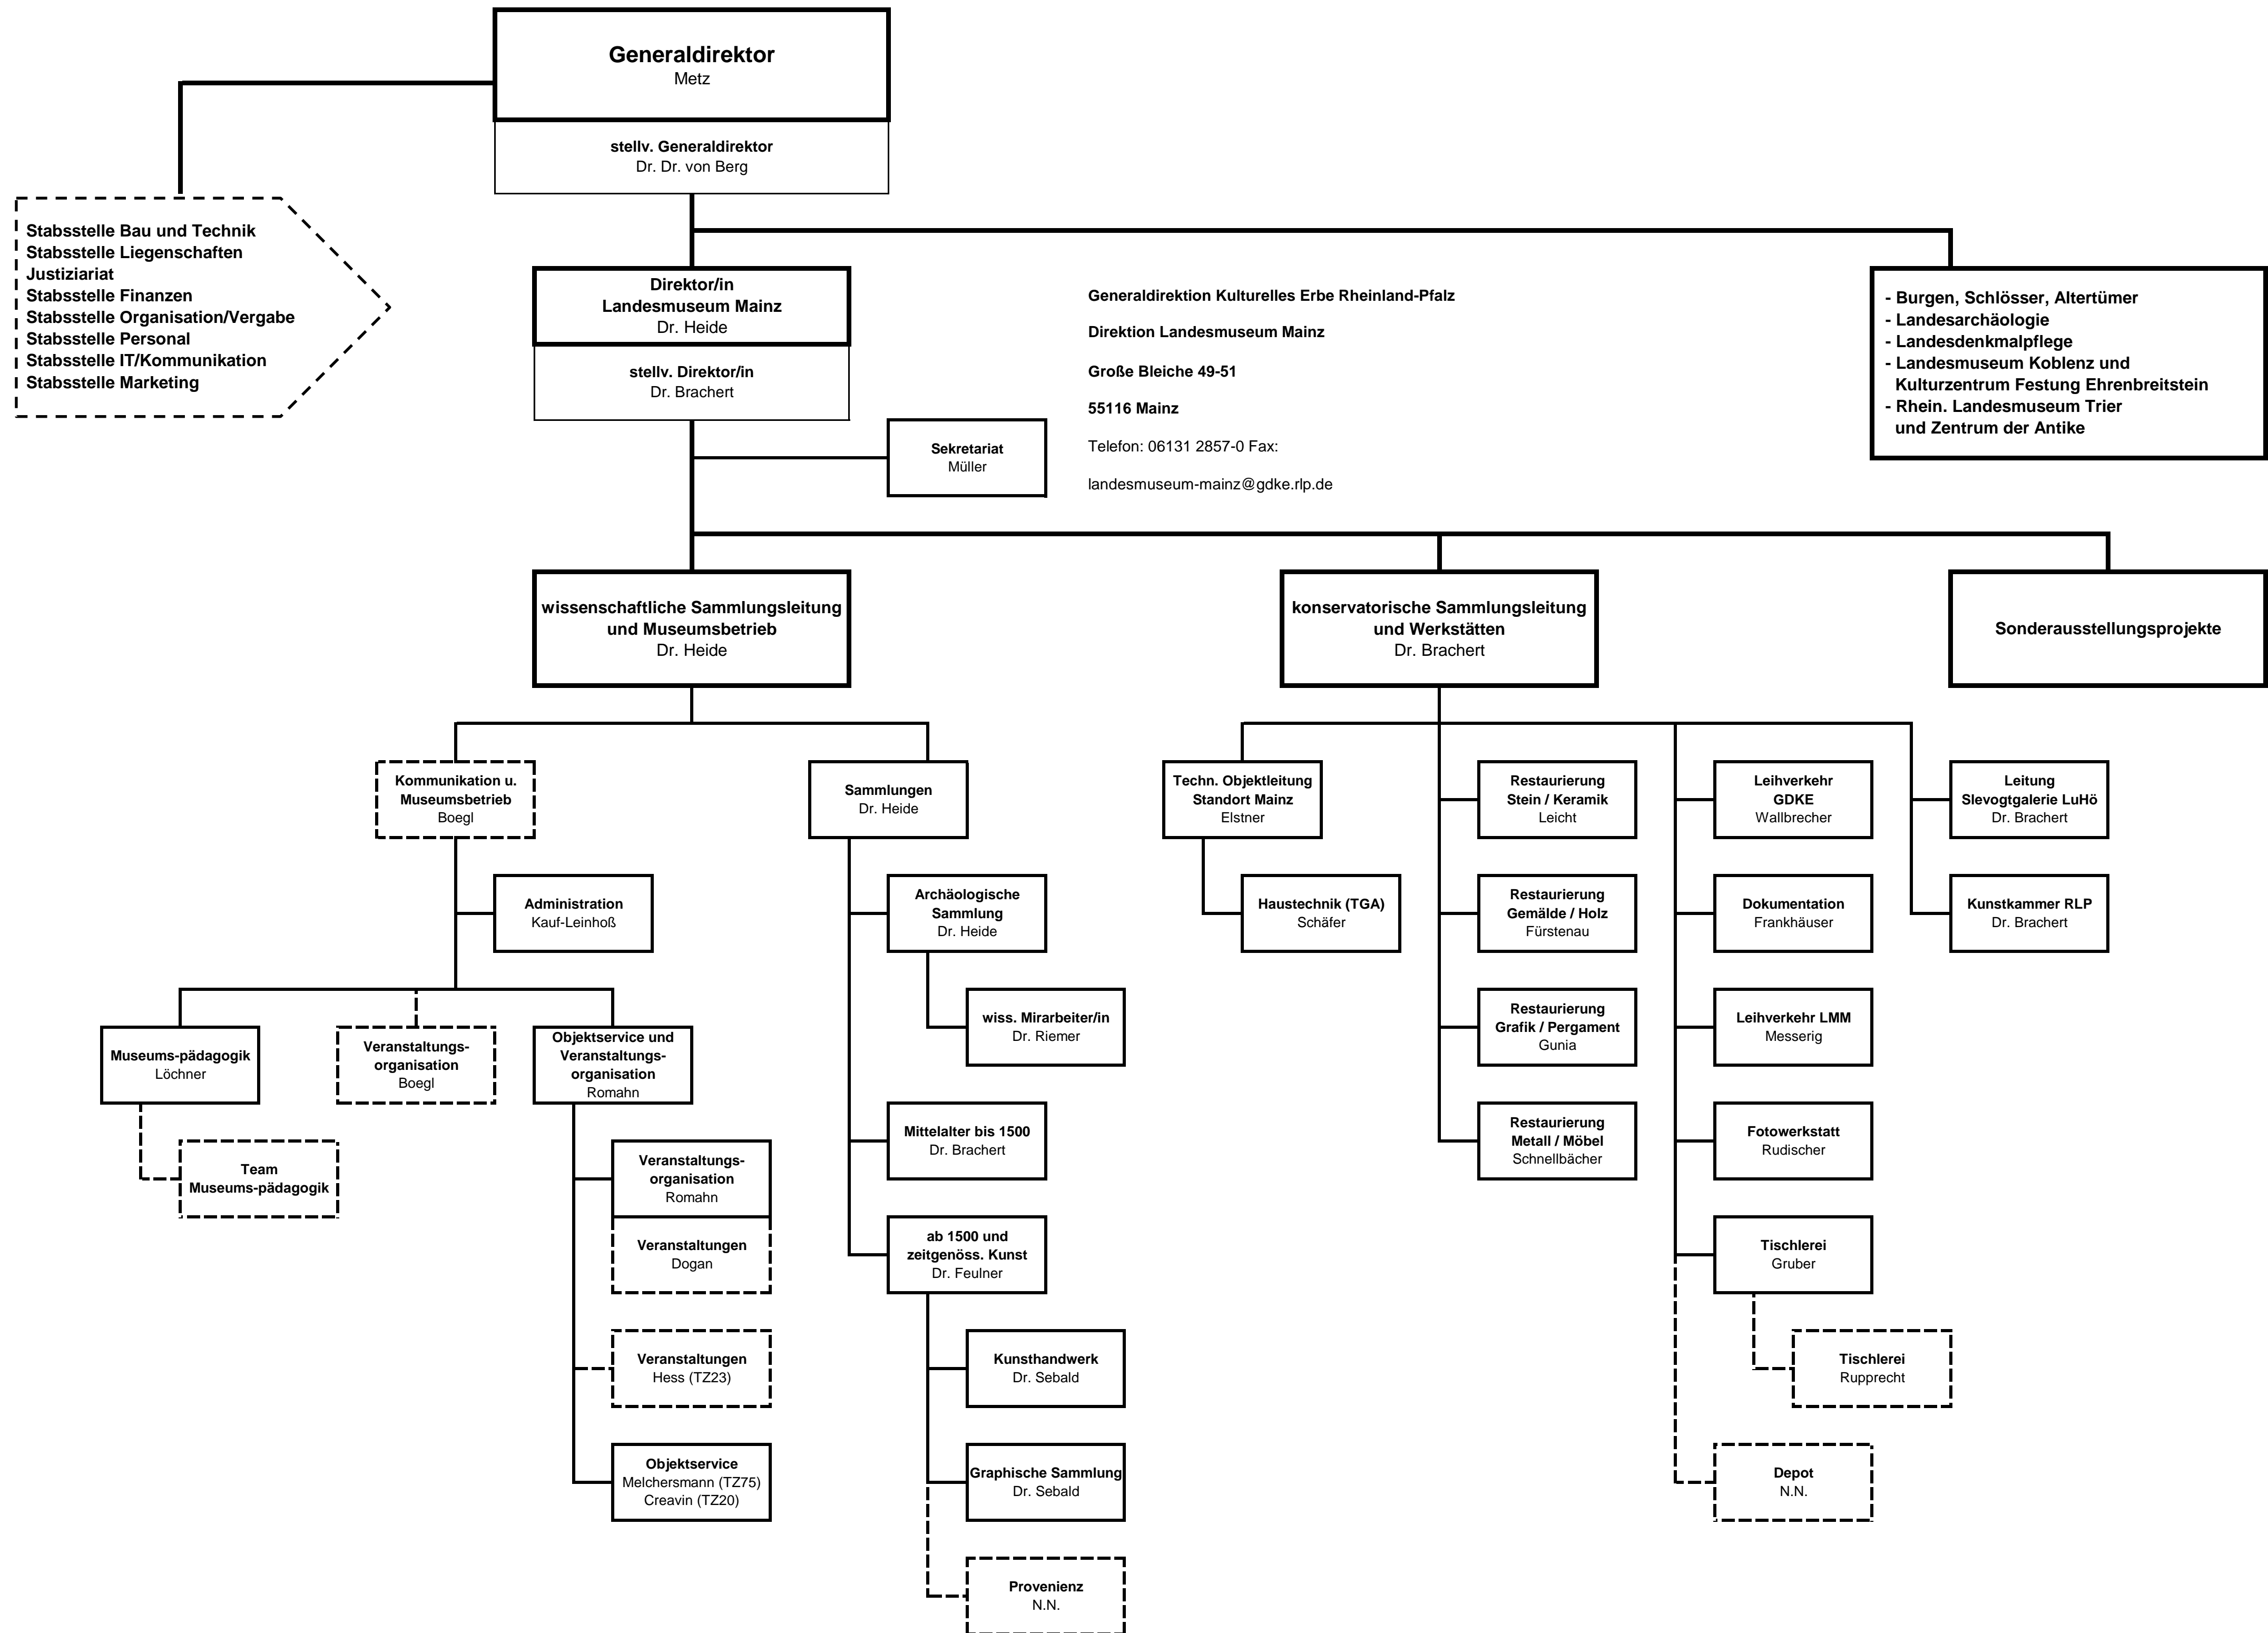 Generaldirektor
Metz
stellv. Generaldirektor
Dr. Dr. von Berg
Stabsstelle Bau und Technik
Stabsstelle Liegenschaften
Justiziariat
Stabsstelle Finanzen
Stabsstelle Organisation/Vergabe
Stabsstelle Personal
Stabsstelle IT/Kommunikation
Stabsstelle Marketing
Direktor/in
Landesmuseum Mainz
Dr. Heide
stellv. Direktor/in
Dr. Brachert
Sekretariat
Müller
Generaldirektion Kulturelles Erbe Rheinland-Pfalz
Direktion Landesmuseum Mainz
Große Bleiche 49-51
55116 Mainz
Telefon: 06131 2857-0 Fax:
landesmuseum-mainz@gdke.rlp.de
- Burgen, Schlösser, Altertümer
- Landesarchäologie
- Landesdenkmalpflege
- Landesmuseum Koblenz und
Kulturzentrum Festung Ehrenbreitstein
- Rhein. Landesmuseum Trier
und Zentrum der Antike
wissenschaftliche Sammlungsleitung
und Museumsbetrieb
Dr. Heide
konservatorische Sammlungsleitung
und Werkstätten
Dr. Brachert
Sonderausstellungsprojekte
Kommunikation u.
Museumsbetrieb
Boegl
Administration
Kauf-Leinhoß
Museums-pädagogik
Löchner
Team
Museums-pädagogik
Veranstaltungs-
organisation
Boegl
Objektservice und
Veranstaltungs-
organisation
Romahn
Veranstaltungs-
organisation
Romahn
Veranstaltungen
Dogan
Veranstaltungen
Hess (TZ23)
Objektservice
Melchersmann (TZ75)
Creavin (TZ20)
Sammlungen
Dr. Heide
Archäologische
Sammlung
Dr. Heide
wiss. Mirarbeiter/in
Dr. Riemer
Mittelalter bis 1500
Dr. Brachert
ab 1500 und
zeitgenöss. Kunst
Dr. Feulner
Kunsthandwerk
Dr. Sebald
Graphische Sammlung
Dr. Sebald
Provenienz
N.N.
Techn. Objektleitung
Standort Mainz
Elstner
Haustechnik (TGA)
Schäfer
Restaurierung
Stein / Keramik
Leicht
Restaurierung
Gemälde / Holz
Fürstenau
Restaurierung
Grafik / Pergament
Gunia
Restaurierung
Metall / Möbel
Schnellbächer
Leihverkehr
GDKE
Wallbrecher
Dokumentation
Frankhäuser
Leihverkehr LMM
Messerig
Fotowerkstatt
Rudischer
Tischlerei
Gruber
Tischlerei
Rupprecht
Depot
N.N.
Leitung
Slevogtgalerie LuHö
Dr. Brachert
Kunstkammer RLP
Dr. Brachert